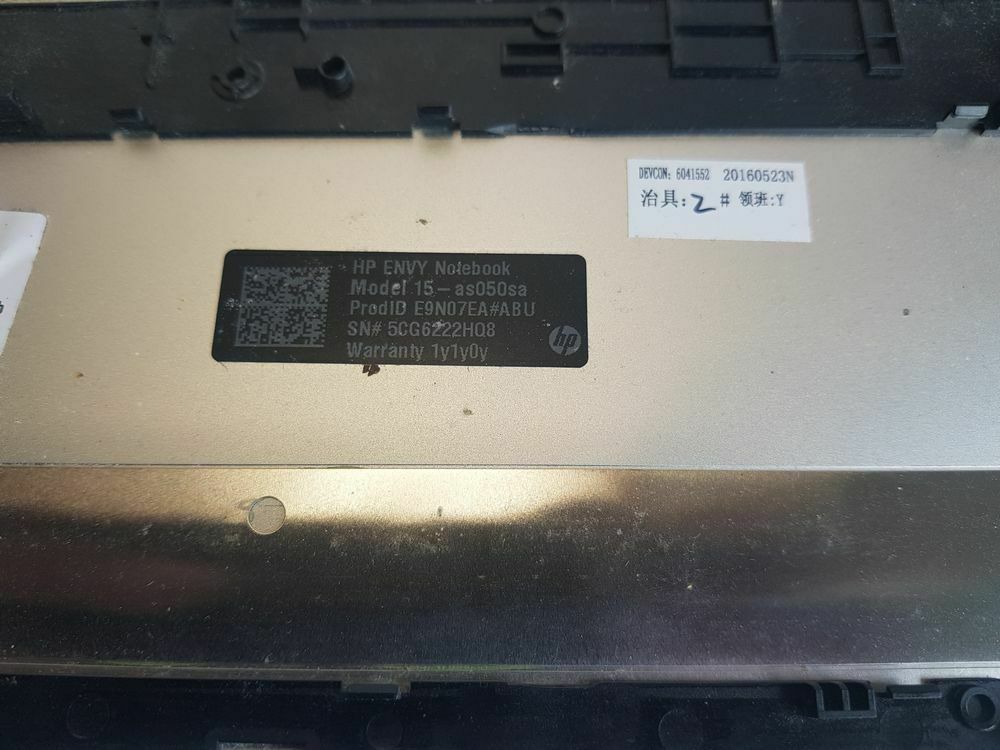 DEVCON: 6041552 20160523N
治具: 2 # 领班:Y
HP ENVY Notebook
Model 15-as050sa
ProdID E9N07EA#ABU
SN# 5CG6222HQ8
Warranty 1y1y0y
hp